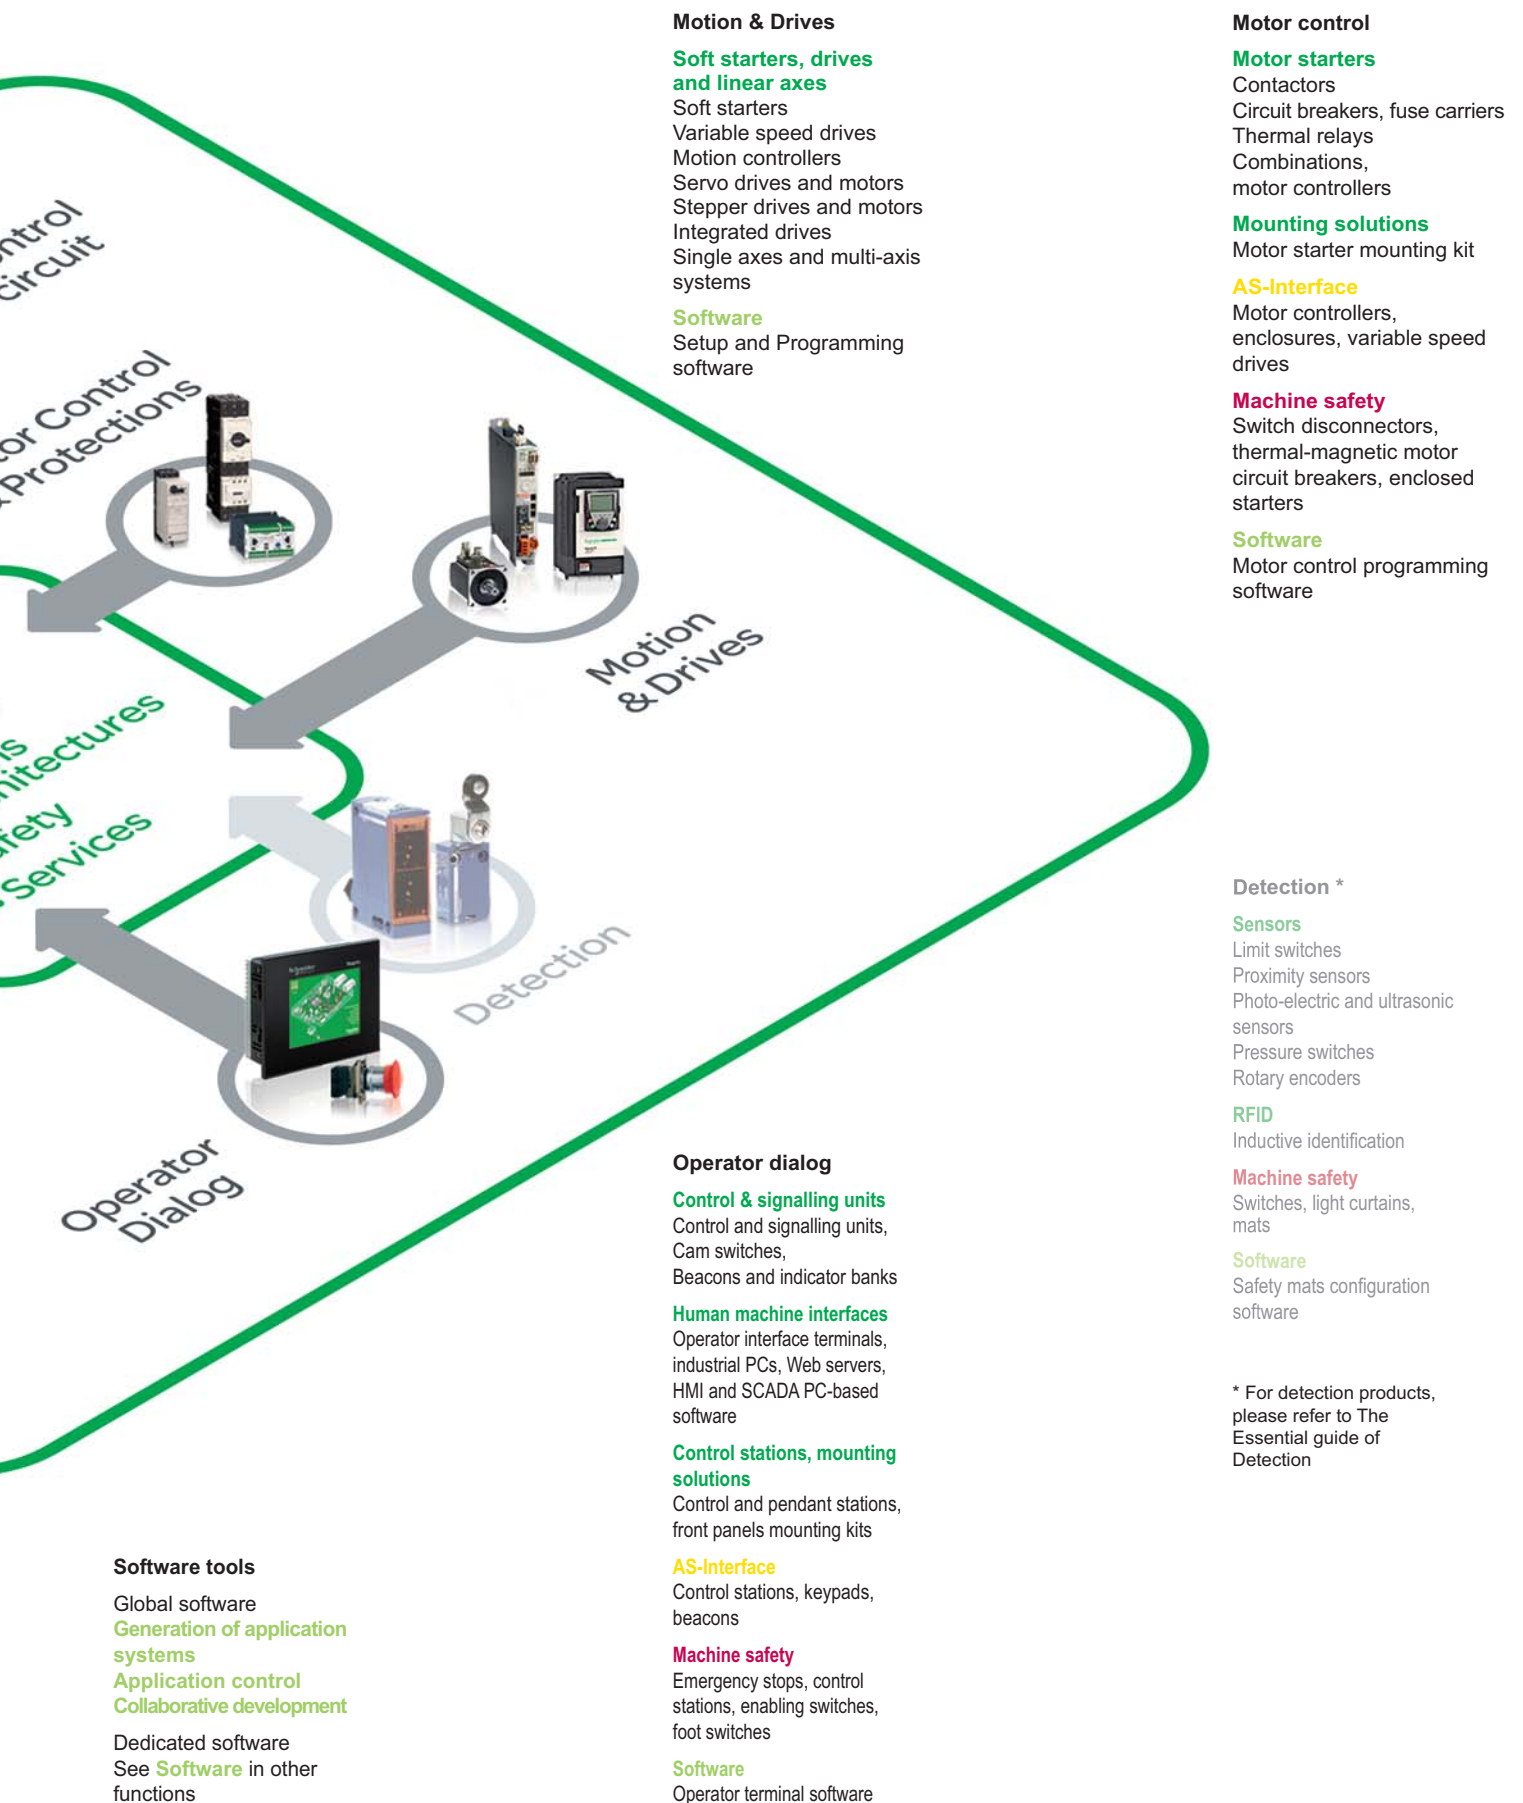 Motion & Drives
Soft starters, drives
and linear axes
Soft starters
Variable speed drives
Motion controllers
Servo drives and motors
Stepper drives and motors
Integrated drives
Single axes and multi-axis
systems
Software
Setup and Programming
software
Motor control
Motor starters
Contactors
Circuit breakers, fuse carriers
Thermal relays
Combinations,
motor controllers
Mounting solutions
Motor starter mounting kit
AS-Interface
Motor controllers,
enclosures, variable speed
drives
Machine safety
Switch disconnectors,
thermal-magnetic motor
circuit breakers, enclosed
starters
Software
Motor control programming
software
ntrol
circuit
or Control
& Protections
Motion
& Drives
s
hitectures
fety
Services
Detection
Operator
Dialog
Detection *
Sensors
Limit switches
Proximity sensors
Photo-electric and ultrasonic
sensors
Pressure switches
Rotary encoders
RFID
Inductive identification
Machine safety
Switches, light curtains,
mats
Software
Safety mats configuration
software
* For detection products,
please refer to The
Essential guide of
Detection
Operator dialog
Control & signalling units
Control and signalling units,
Cam switches,
Beacons and indicator banks
Human machine interfaces
Operator interface terminals,
industrial PCs, Web servers,
HMI and SCADA PC-based
software
Control stations, mounting
solutions
Control and pendant stations,
front panels mounting kits
AS-Interface
Control stations, keypads,
beacons
Machine safety
Emergency stops, control
stations, enabling switches,
foot switches
Software
Operator terminal software
Software tools
Global software
Generation of application
systems
Application control
Collaborative development
Dedicated software
See Software in other
functions